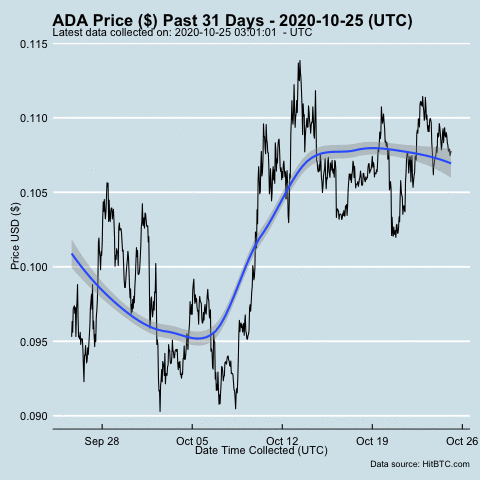 ADA Price ($) Past 31 Days - 2020-10-25 (UTC)
Latest data collected on: 2020-10-25 03:01:01  - UTC
0.115
0.110
0.105
0.100
0.095
0.090
Price USD ($)
Sep 28
Oct 05
Oct 12
Oct 19
Oct 26
Date Time Collected (UTC)
Data source: HitBTC.com